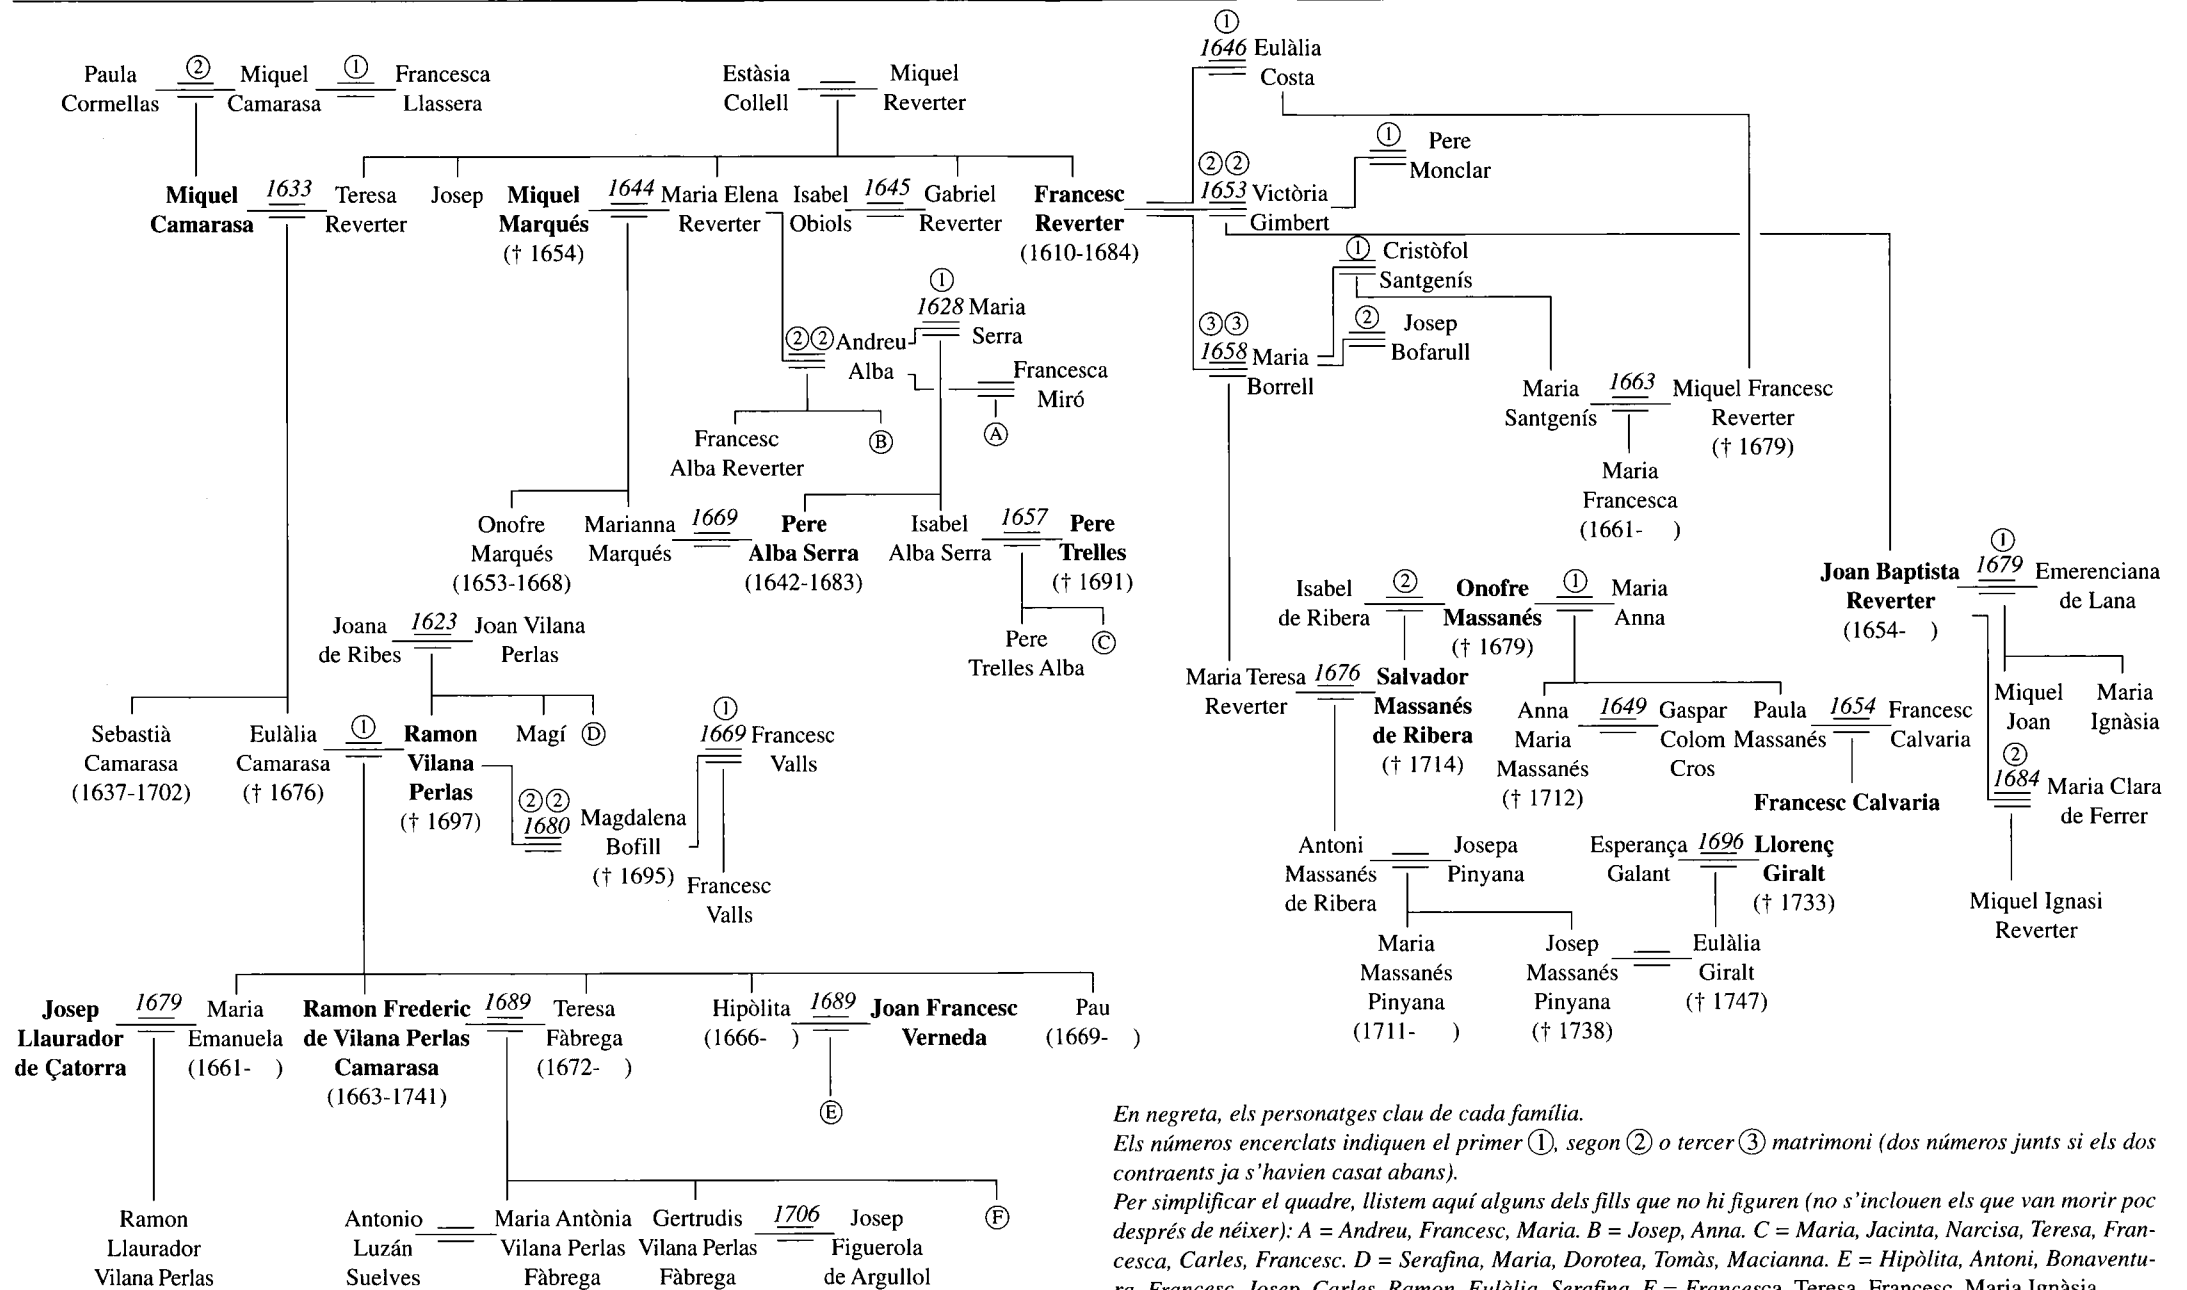 ①
1646 Eulàlia
Costa
Paula
Cormellas
②
Miquel
Camarasa
①
Francesca
Llassera
Estàsia
Collell
Miquel
Reverter
①
Pere
Monclar
Miquel
Camarasa
1633
Teresa
Reverter
Josep
Miquel
Marqués
(† 1654)
1644
Maria Elena
Reverter
Isabel
Obiols
1645
Gabriel
Reverter
Francesc
Reverter
(1610-1684)
②②
1653 Victòria
Gimbert
①
Cristòfol
Santgenís
①
1628 Maria
Serra
②②
Andreu
Alba
Francesca
Miró
③③
1658 Maria
Borrell
②
Josep
Bofarull
Maria
Santgenís
1663
Miquel Francesc
Reverter
(† 1679)
Francesc
Alba Reverter
Ⓑ
Ⓐ
Maria
Francesca
(1661- )
Onofre
Marqués
(1653-1668)
Marianna
Marqués
1669
Pere
Alba Serra
(1642-1683)
Isabel
Alba Serra
1657
Pere
Trelles
(† 1691)
Joan Baptista
Reverter
(1654- )
①
1679
Emerenciana
de Lana
Isabel
de Ribera
②
Onofre
Massanés
(† 1679)
①
Maria
Anna
Joana
de Ribes
1623
Joan Vilana
Perlas
Pere
Trelles Alba
Ⓒ
Maria Teresa
Reverter
1676
Salvador
Massanés
de Ribera
(† 1714)
Miquel
Joan
Maria
Ignàsia
Sebastià
Camarasa
(1637-1702)
Eulàlia
Camarasa
(† 1676)
①
Ramon
Vilana
Perlas
(† 1697)
Magí
Ⓓ
①
1669 Francesc
Valls
Anna
Maria
Massanés
(† 1712)
1649
Gaspar
Colom
Cros
Paula
Massanés
1654
Francesc
Calvaria
②②
1680
Magdalena
Bofill
(† 1695)
Francesc
Valls
Francesc Calvaria
②
1684 Maria Clara
de Ferrer
Antoni
Massanés
de Ribera
Josepa
Pinyana
Esperança
Galant
1696
Llorenç
Giralt
(† 1733)
Miquel Ignasi
Reverter
Maria
Massanés
Pinyana
(1711- )
Josep
Massanés
Pinyana
(† 1738)
Eulàlia
Giralt
(† 1747)
Josep
Llaurador
de Çatorra
1679
Maria
Emanuela
(1661- )
Ramon Frederic
de Vilana Perlas
Camarasa
(1663-1741)
1689
Teresa
Fàbrega
(1672- )
Hipòlita
(1666- )
1689
Joan Francesc
Verneda
Pau
(1669- )
Ⓔ
Ramon
Llaurador
Vilana Perlas
Antonio
Luzán
Suelves
Maria Antònia
Vilana Perlas
Fàbrega
Gertrudis
Vilana Perlas
Fàbrega
1706
Josep
Figuerola
de Argullol
Ⓕ
En negreta, els personatges clau de cada família.
Els números encerclats indiquen el primer ①, segon ② o tercer ③ matrimoni (dos números junts si els dos
contraents ja s'havien casat abans).
Per simplificar el quadre, llistem aquí alguns dels fills que no hi figuren (no s'inclouen els que van morir poc
després de néixer): A = Andreu, Francesc, Maria. B = Josep, Anna. C = Maria, Jacinta, Narcisa, Teresa, Fran-
cesca, Carles, Francesc. D = Serafina, Maria, Dorotea, Tomàs, Macianna. E = Hipòlita, Antoni, Bonaventu-
ra, Francesc, Josep, Carles, Ramon, Eulàlia, Serafina. F = Francesca, Teresa, Francesc, Maria Ignàsia.